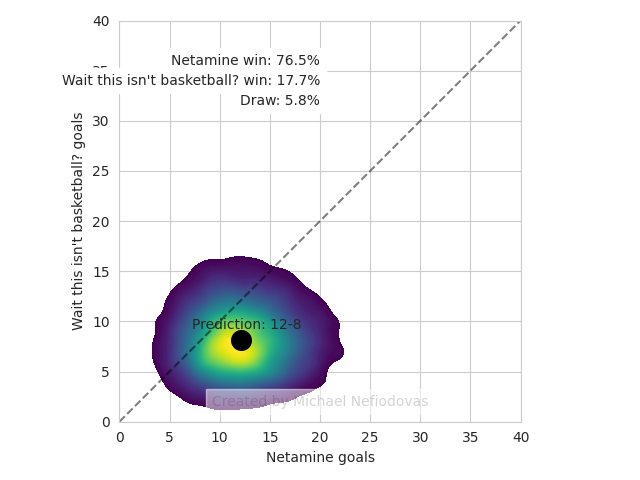 40
Netamine win: 76.5%
Wait this isn't basketball? win: 17.7%
Draw: 5.8%
30
25
20
15
10
5
0
Wait this isn't basketball? goals
Prediction: 12-8
Created by Michael Nefiodovas
0 5 10 15 20 25 30 35 40
Netamine goals